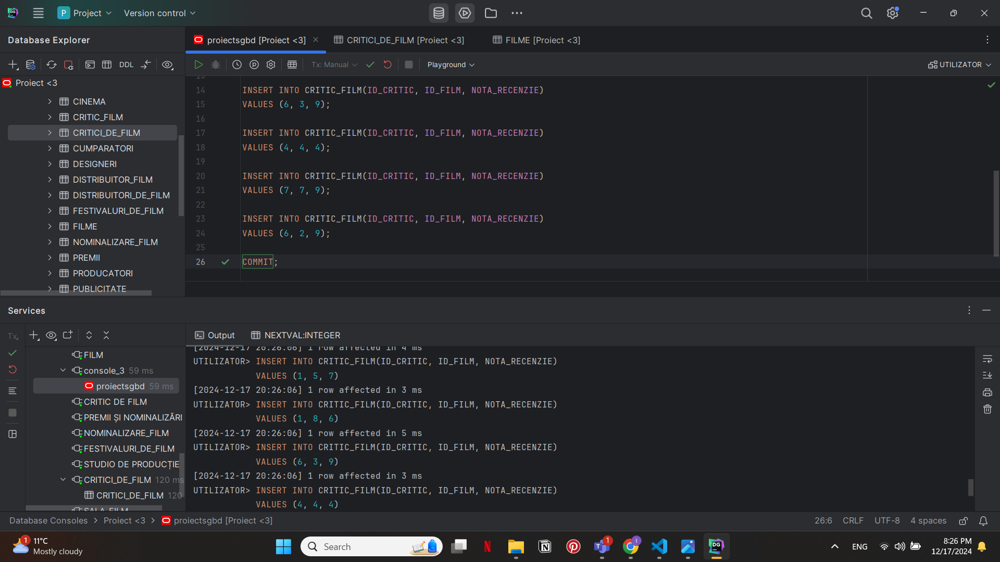 DG
P Project
Version control
Database Explorer
proiectsgbd [Proiect <3]
CRITICI_DE_FILM [Proiect <3]
FILME [Proiect <3]
DDL
Tx: Manual
Playground
UTILIZATOR
Proiect <3
CINEMA
CRITIC_FILM
CRITICI_DE_FILM
CUMPARATORI
DESIGNERI
DISTRIBUITOR_FILM
DISTRIBUITORI_DE_FILM
FESTIVALURI_DE_FILM
FILME
NOMINALIZARE_FILM
PREMII
PRODUCATORI
PUBLICITATE
13
14 INSERT INTO CRITIC_FILM(ID_CRITIC, ID_FILM, NOTA_RECENZIE)
15 VALUES (6, 3, 9);
16
17 INSERT INTO CRITIC_FILM(ID_CRITIC, ID_FILM, NOTA_RECENZIE)
18 VALUES (4, 4, 4);
19
20 INSERT INTO CRITIC_FILM(ID_CRITIC, ID_FILM, NOTA_RECENZIE)
21 VALUES (7, 7, 9);
22
23 INSERT INTO CRITIC_FILM(ID_CRITIC, ID_FILM, NOTA_RECENZIE)
24 VALUES (6, 2, 9);
25
26 COMMIT;
Services
Tx
Output
NEXTVAL:INTEGER
FILM
console_3 59 ms
proiectsgbd 59 ms
CRITIC DE FILM
PREMII ȘI NOMINALIZĂRI
NOMINALIZARE_FILM
FESTIVALURI_DE_FILM
STUDIO DE PRODUCȚIE
CRITICI_DE_FILM 120 ms
CRITICI_DE_FILM 120
SALA_FILM
[2024-12-17 20:26:06] 1 row affected in 4 ms
UTILIZATOR> INSERT INTO CRITIC_FILM(ID_CRITIC, ID_FILM, NOTA_RECENZIE)
VALUES (1, 5, 7)
[2024-12-17 20:26:06] 1 row affected in 3 ms
UTILIZATOR> INSERT INTO CRITIC_FILM(ID_CRITIC, ID_FILM, NOTA_RECENZIE)
VALUES (1, 8, 6)
[2024-12-17 20:26:06] 1 row affected in 5 ms
UTILIZATOR> INSERT INTO CRITIC_FILM(ID_CRITIC, ID_FILM, NOTA_RECENZIE)
VALUES (6, 3, 9)
[2024-12-17 20:26:06] 1 row affected in 3 ms
UTILIZATOR> INSERT INTO CRITIC_FILM(ID_CRITIC, ID_FILM, NOTA_RECENZIE)
VALUES (4, 4, 4)
Database Consoles > Proiect <3 > proiectsgbd [Proiect <3]
26:6 CRLF UTF-8 4 spaces
1
11°C
Mostly cloudy
Search
N
N
T
1
I
DG
ENG
8:26 PM
12/17/2024